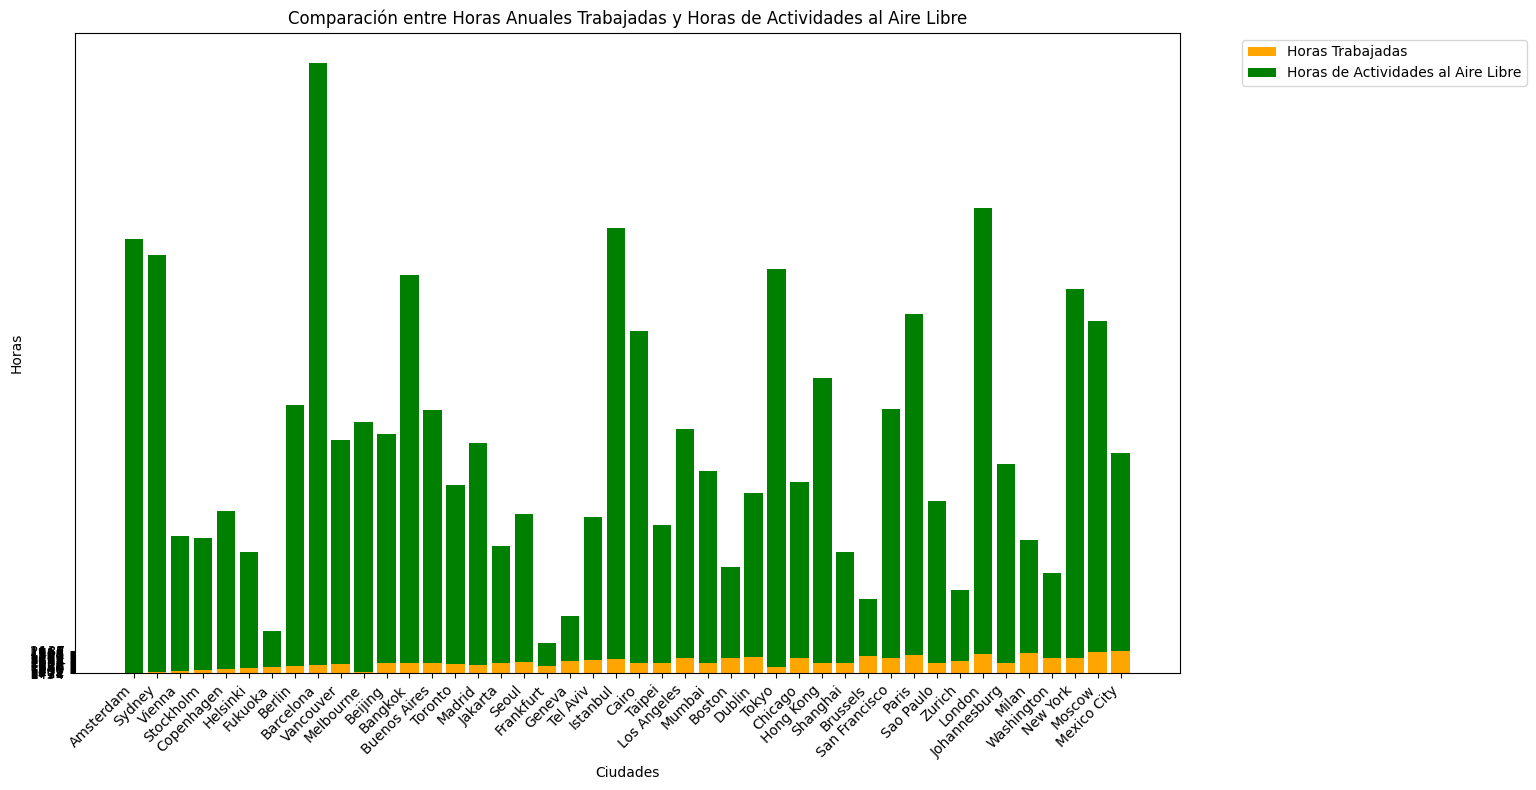 Comparación entre Horas Anuales Trabajadas y Horas de Actividades al Aire Libre
Horas Trabajadas
Horas de Actividades al Aire Libre
Horas
Amsterdam
Sydney
Vienna
Stockholm
Copenhagen
Helsinki
Fukuoka
Berlin
Barcelona
Vancouver
Melbourne
Beijing
Bangkok
Buenos Aires
Toronto
Madrid
Jakarta
Seoul
Frankfurt
Geneva
Tel Aviv
Istanbul
Cairo
Taipei
Los Angeles
Mumbai
Boston
Dublin
Tokyo
Chicago
Hong Kong
Shanghai
Brussels
San Francisco
Paris
Sao Paulo
Zurich
London
Johannesburg
Milan
Washington
New York
Moscow
Mexico City
Ciudades